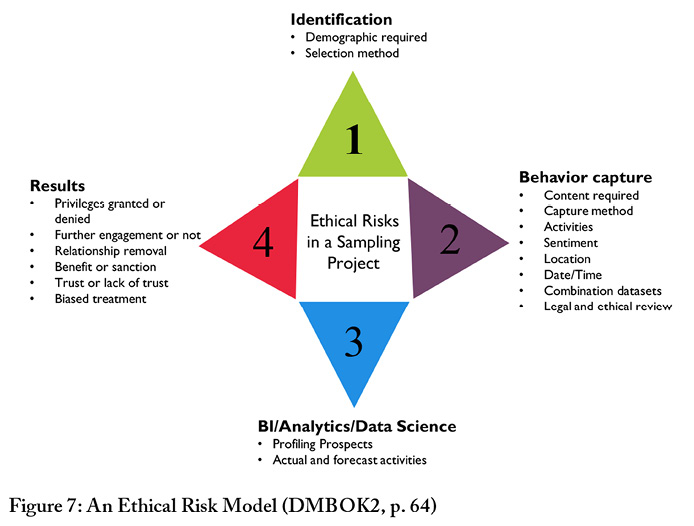 Identification
• Demographic required
• Selection method
1
Behavior capture
• Content required
• Capture method
• Activities
• Sentiment
• Location
• Date/Time
• Combination datasets
• Legal and ethical review
2
Results
• Privileges granted or
denied
• Further engagement or not
• Relationship removal
• Benefit or sanction
• Trust or lack of trust
• Biased treatment
4
Ethical Risks
in a Sampling
Project
3
BI/Analytics/Data Science
• Profiling Prospects
• Actual and forecast activities
Figure 7: An Ethical Risk Model (DMBOK2, p. 64)